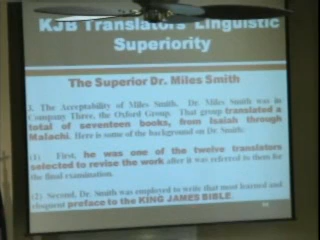 KJB Translators' Linguistic
Superiority
The Superior Dr. Miles Smith
3. The Acceptability of Miles Smith. Dr. Miles Smith was in
Company Three, the Oxford Group. That group translated a
total of seventeen books, from Isaiah through
Malachi. Here is some of the background on Dr. Smith:
(1) First, he was one of the twelve translators
selected to revise the work after it was referred to them for
the final examination.
(2) Second, Dr. Smith was employed to write that most learned and
eloquent preface to the KING JAMES BIBLE.